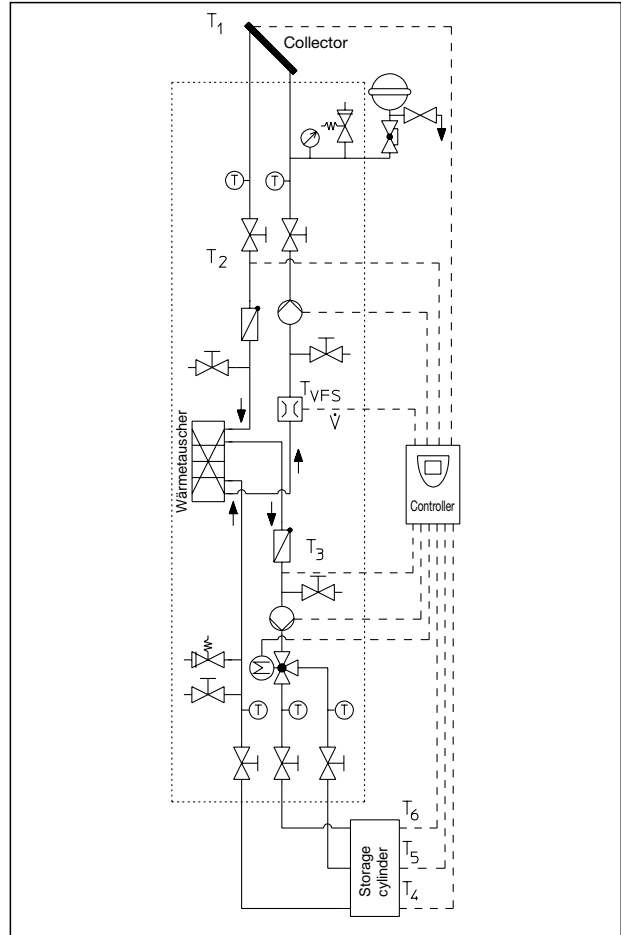 T1
Collector
T
T
T2
TVFS
V̇
Wärmetauscher
Controller
T3
M
T
T
T
T6
T5
T4
Storage
cylinder